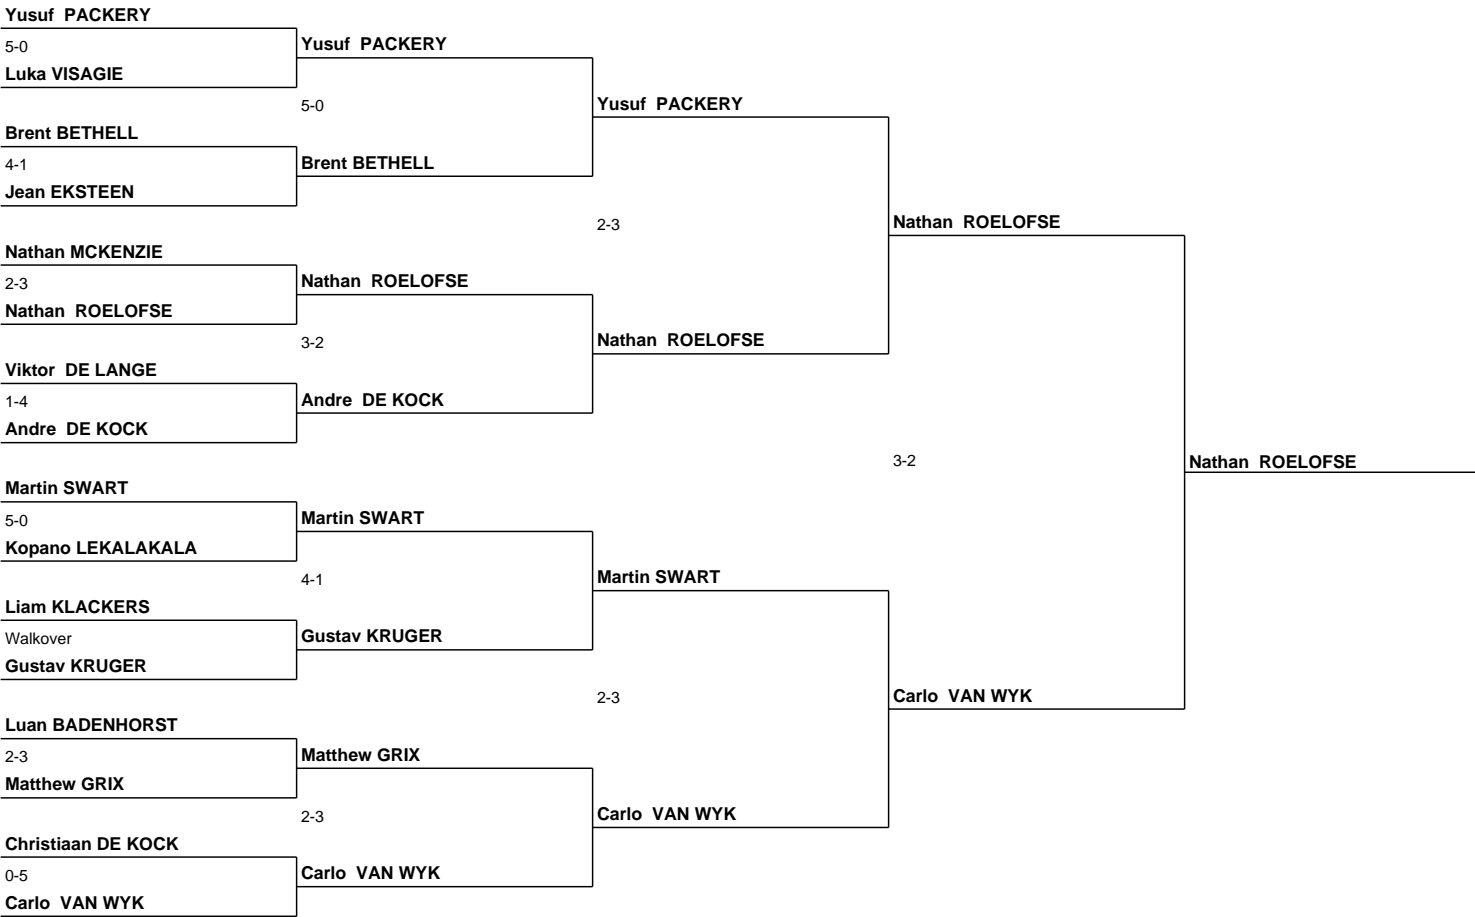 Yusuf  PACKERY
5-0
Luka VISAGIE
Brent BETHELL
4-1
Jean EKSTEEN
Nathan MCKENZIE
2-3
Nathan  ROELOFSE
Viktor  DE LANGE
1-4
Andre  DE KOCK
Martin SWART
5-0
Kopano LEKALAKALA
Liam KLACKERS
Walkover
Gustav KRUGER
Luan BADENHORST
2-3
Matthew GRIX
Christiaan DE KOCK
0-5
Carlo  VAN WYK
Yusuf  PACKERY
5-0
Brent BETHELL
Nathan  ROELOFSE
3-2
Andre  DE KOCK
Martin SWART
4-1
Gustav KRUGER
Matthew GRIX
2-3
Carlo  VAN WYK
Yusuf  PACKERY
2-3
Nathan  ROELOFSE
Martin SWART
2-3
Carlo  VAN WYK
Nathan  ROELOFSE
3-2
Carlo  VAN WYK
Nathan  ROELOFSE